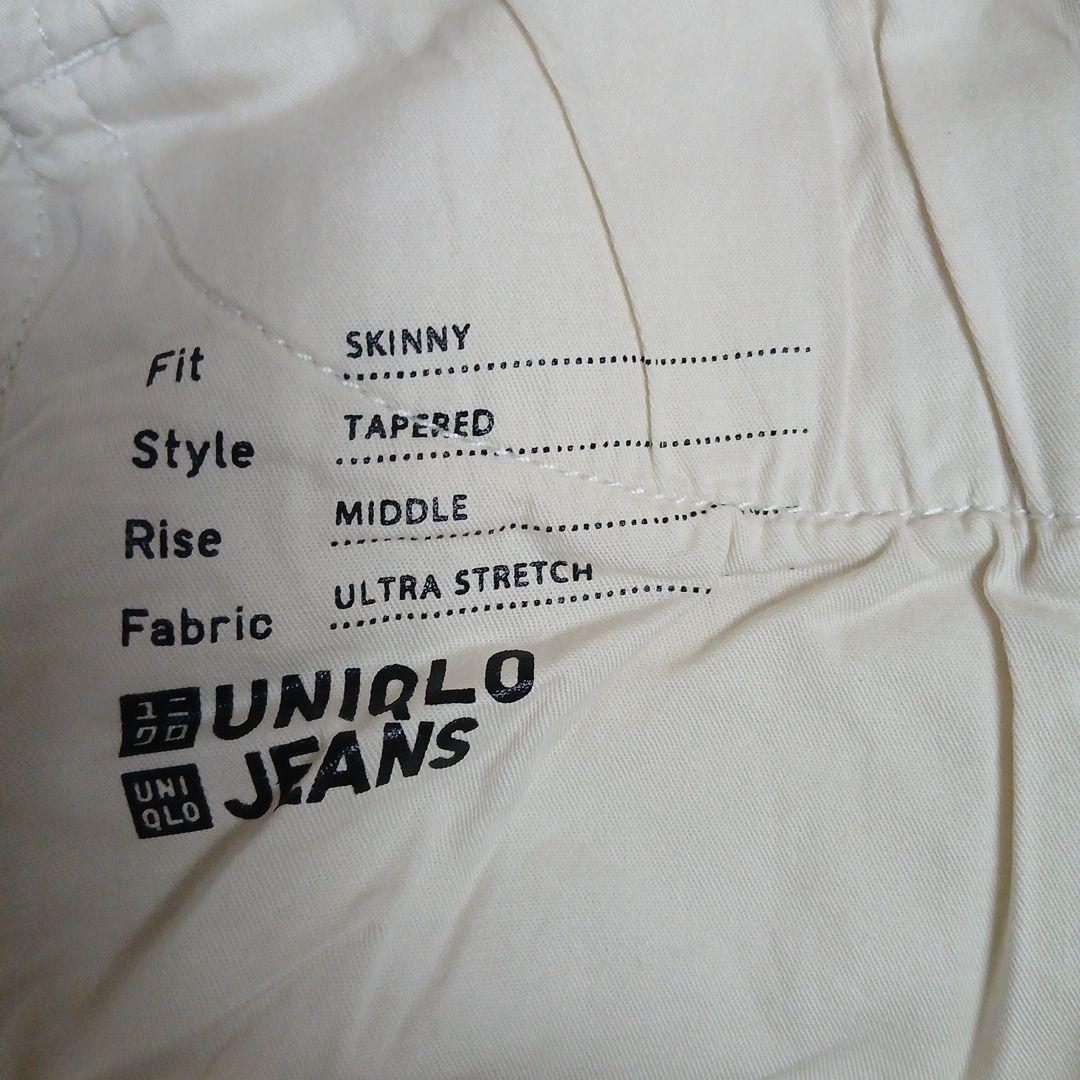 Fit SKINNY
Style TAPERED
Rise MIDDLE
Fabric ULTRA STRETCH
ユニ UNIQLO
クロ
UNI JEANS
QLO